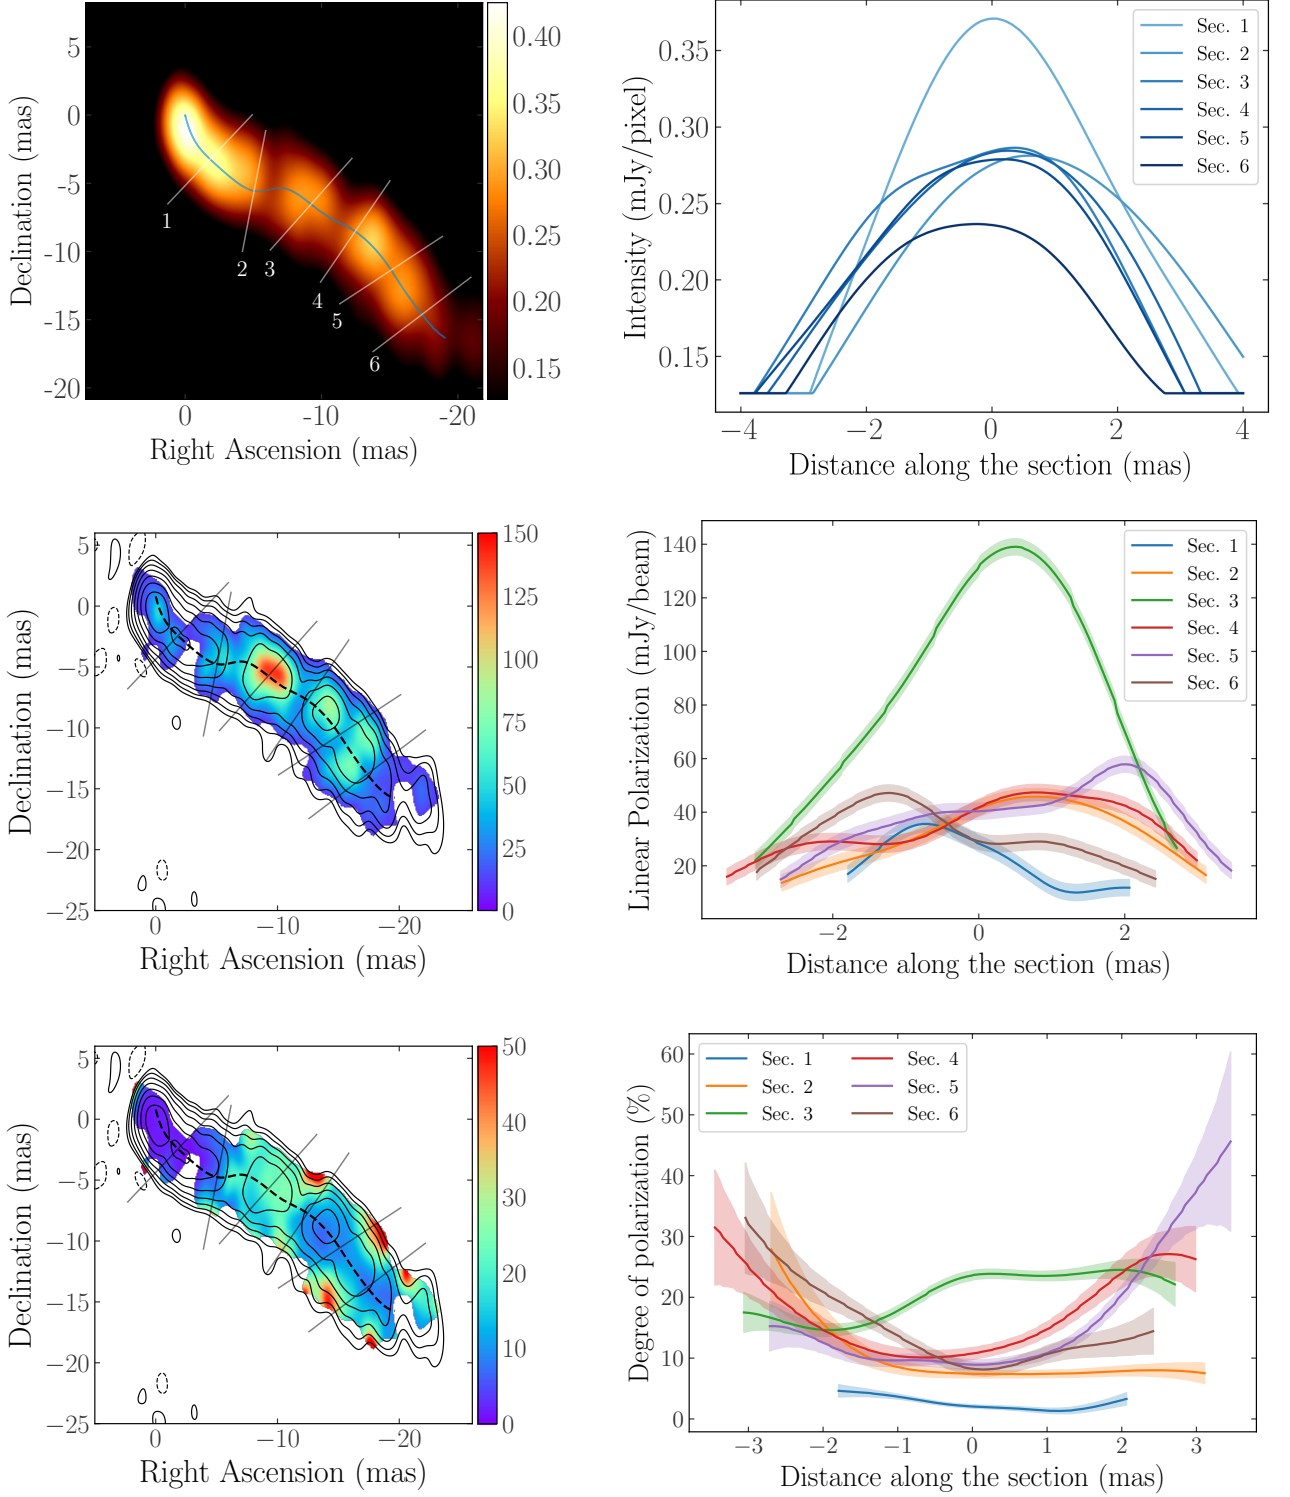 5
0
-5
-10
-15
-20
0
-10
-20
Declination (mas)
Right Ascension (mas)
1
2
3
4
5
6
0.40
0.35
0.30
0.25
0.20
0.15
0.35
0.30
0.25
0.20
0.15
−4
−2
0
2
4
Intensity (mJy/pixel)
Distance along the section (mas)
Sec. 1
Sec. 2
Sec. 3
Sec. 4
Sec. 5
Sec. 6
5
0
−5
−10
−15
−20
−25
0
−10
−20
Declination (mas)
Right Ascension (mas)
150
125
100
75
50
25
0
140
120
100
80
60
40
20
−2
0
2
Linear Polarization (mJy/beam)
Distance along the section (mas)
Sec. 1
Sec. 2
Sec. 3
Sec. 4
Sec. 5
Sec. 6
5
0
−5
−10
−15
−20
−25
0
−10
−20
Declination (mas)
Right Ascension (mas)
50
40
30
20
10
0
60
50
40
30
20
10
0
−3
−2
−1
0
1
2
3
Degree of polarization (%)
Distance along the section (mas)
Sec. 1
Sec. 2
Sec. 3
Sec. 4
Sec. 5
Sec. 6